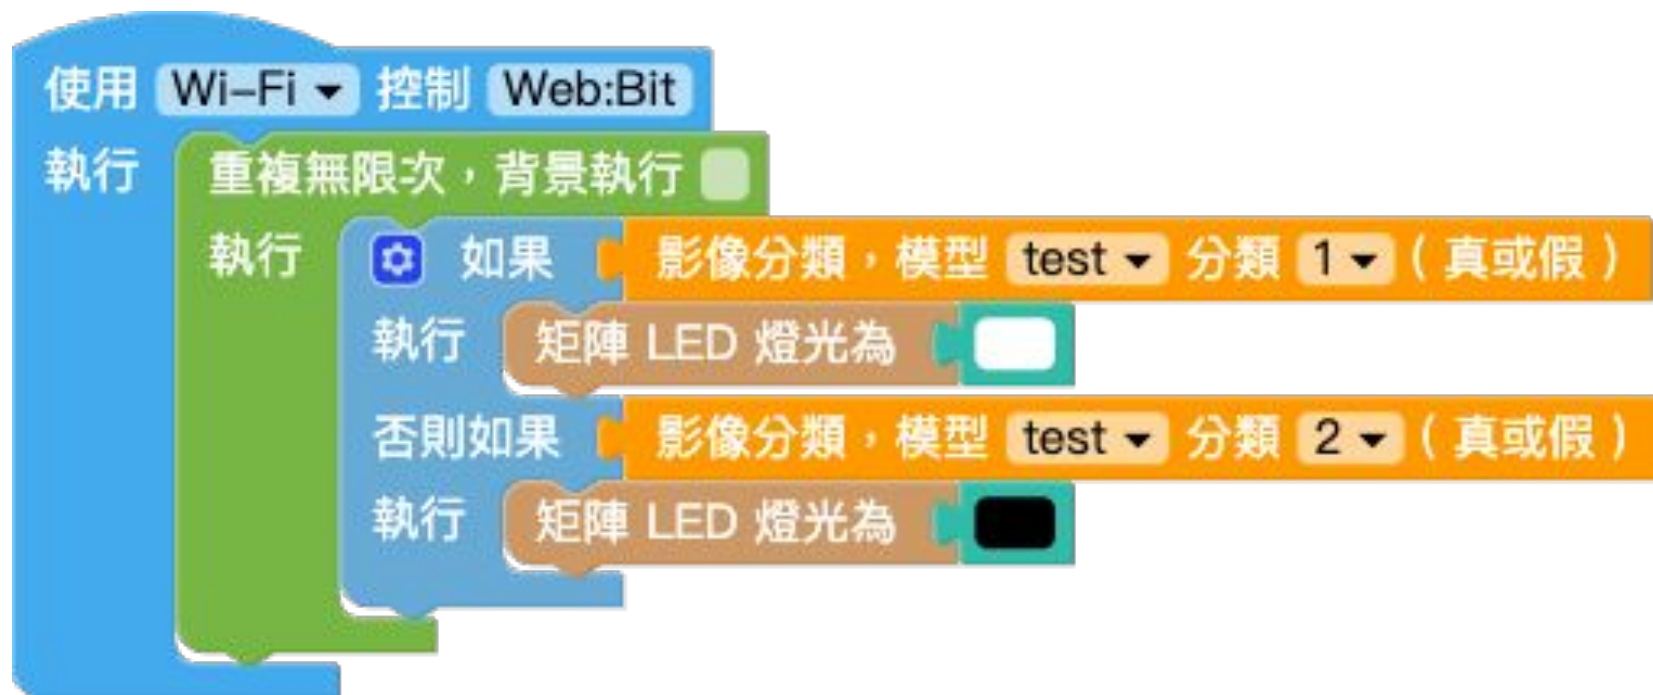 使用 Wi-Fi 控制 Web:Bit
執行 重複無限次，背景執行
執行 如果 影像分類，模型 test 分類 1 ( 真或假 )
執行 矩陣 LED 燈光為
否則如果 影像分類，模型 test 分類 2 ( 真或假 )
執行 矩陣 LED 燈光為